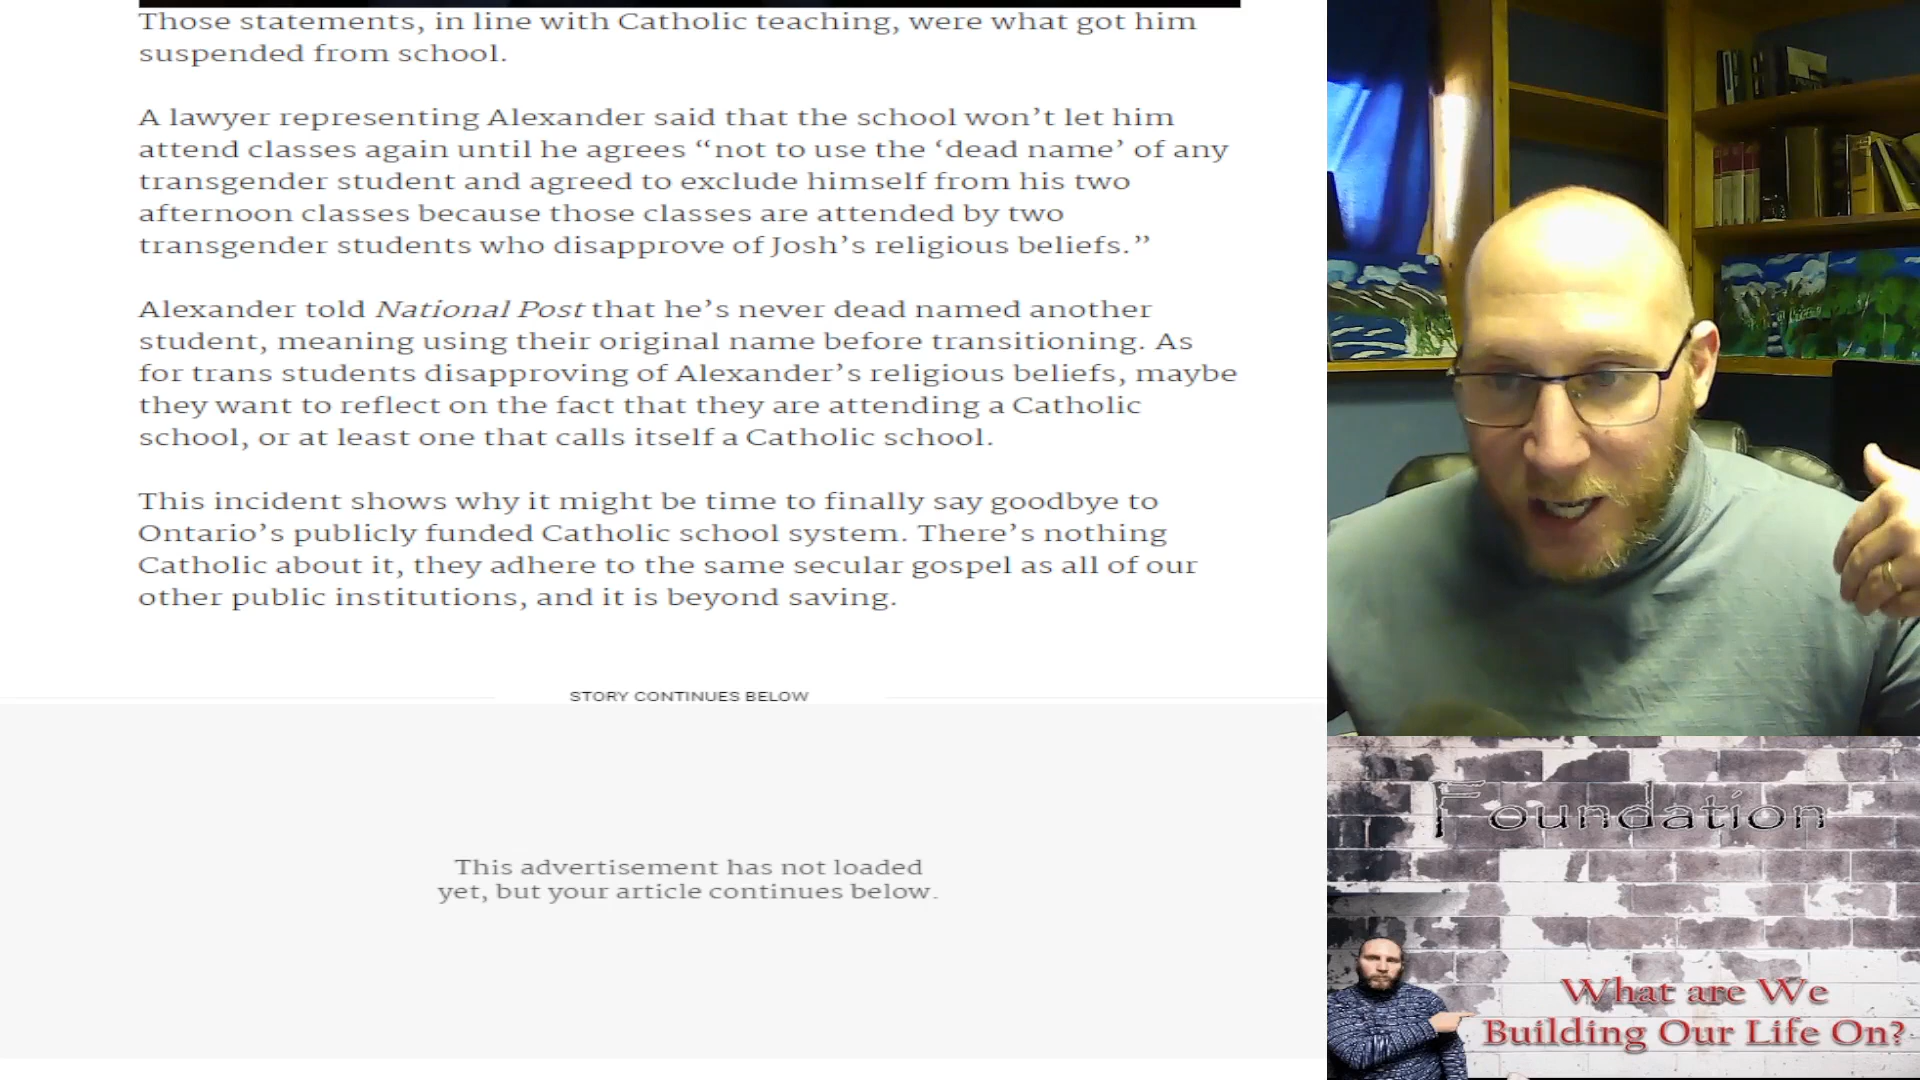 Those statements, in line with Catholic teaching, were what got him
suspended from school.
A lawyer representing Alexander said that the school won’t let him
attend classes again until he agrees “not to use the ‘dead name’ of any
transgender student and agreed to exclude himself from his two
afternoon classes because those classes are attended by two
transgender students who disapprove of Josh’s religious beliefs.”
Alexander told National Post that he’s never dead named another
student, meaning using their original name before transitioning. As
for trans students disapproving of Alexander’s religious beliefs, maybe
they want to reflect on the fact that they are attending a Catholic
school, or at least one that calls itself a Catholic school.
This incident shows why it might be time to finally say goodbye to
Ontario’s publicly funded Catholic school system. There’s nothing
Catholic about it, they adhere to the same secular gospel as all of our
other public institutions, and it is beyond saving.
STORY CONTINUES BELOW
This advertisement has not loaded
yet, but your article continues below.
Foundation
What are We
Building Our Life On?